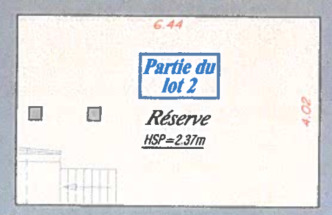 6.44
Partie du
lot 2
4.02
Réserve
HSP=2.37m